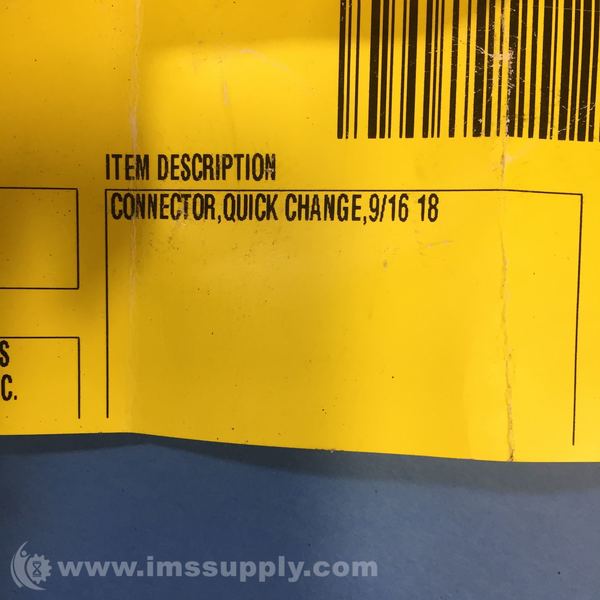 ITEM DESCRIPTION
CONNECTOR,QUICK CHANGE,9/16 18
S
C.
www.imssupply.com